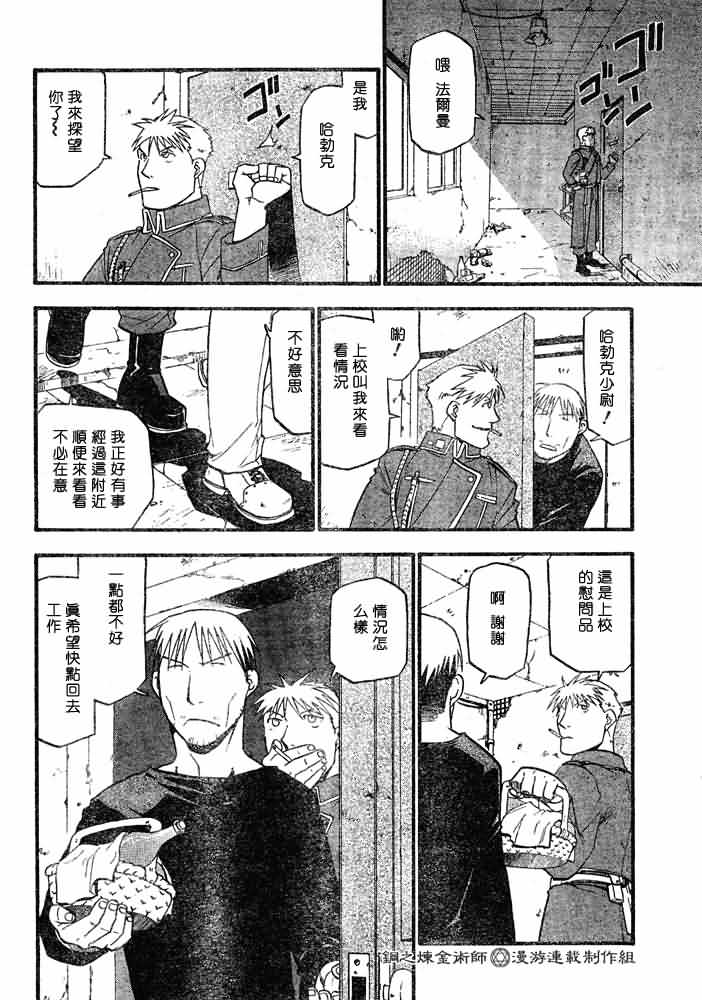 喂 法爾曼
ゴン
ゴン
是我
哈勃克
ゴン
我來探望
你了~
哈勃克少尉!
喲!
上校叫我來看
看情況
不好意思
我正好有事
經過這附近
順便來看看
不必在意
這是上校
的慰問品
啊 謝謝
情況怎
么樣
一點都不好
眞希望快點回去
工作
鋼之煉金術師 漫游連載制作組